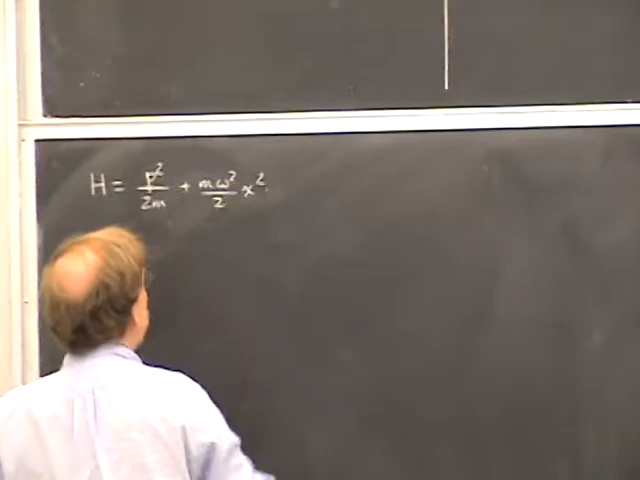 H = p²/2m + mω²/2 x².